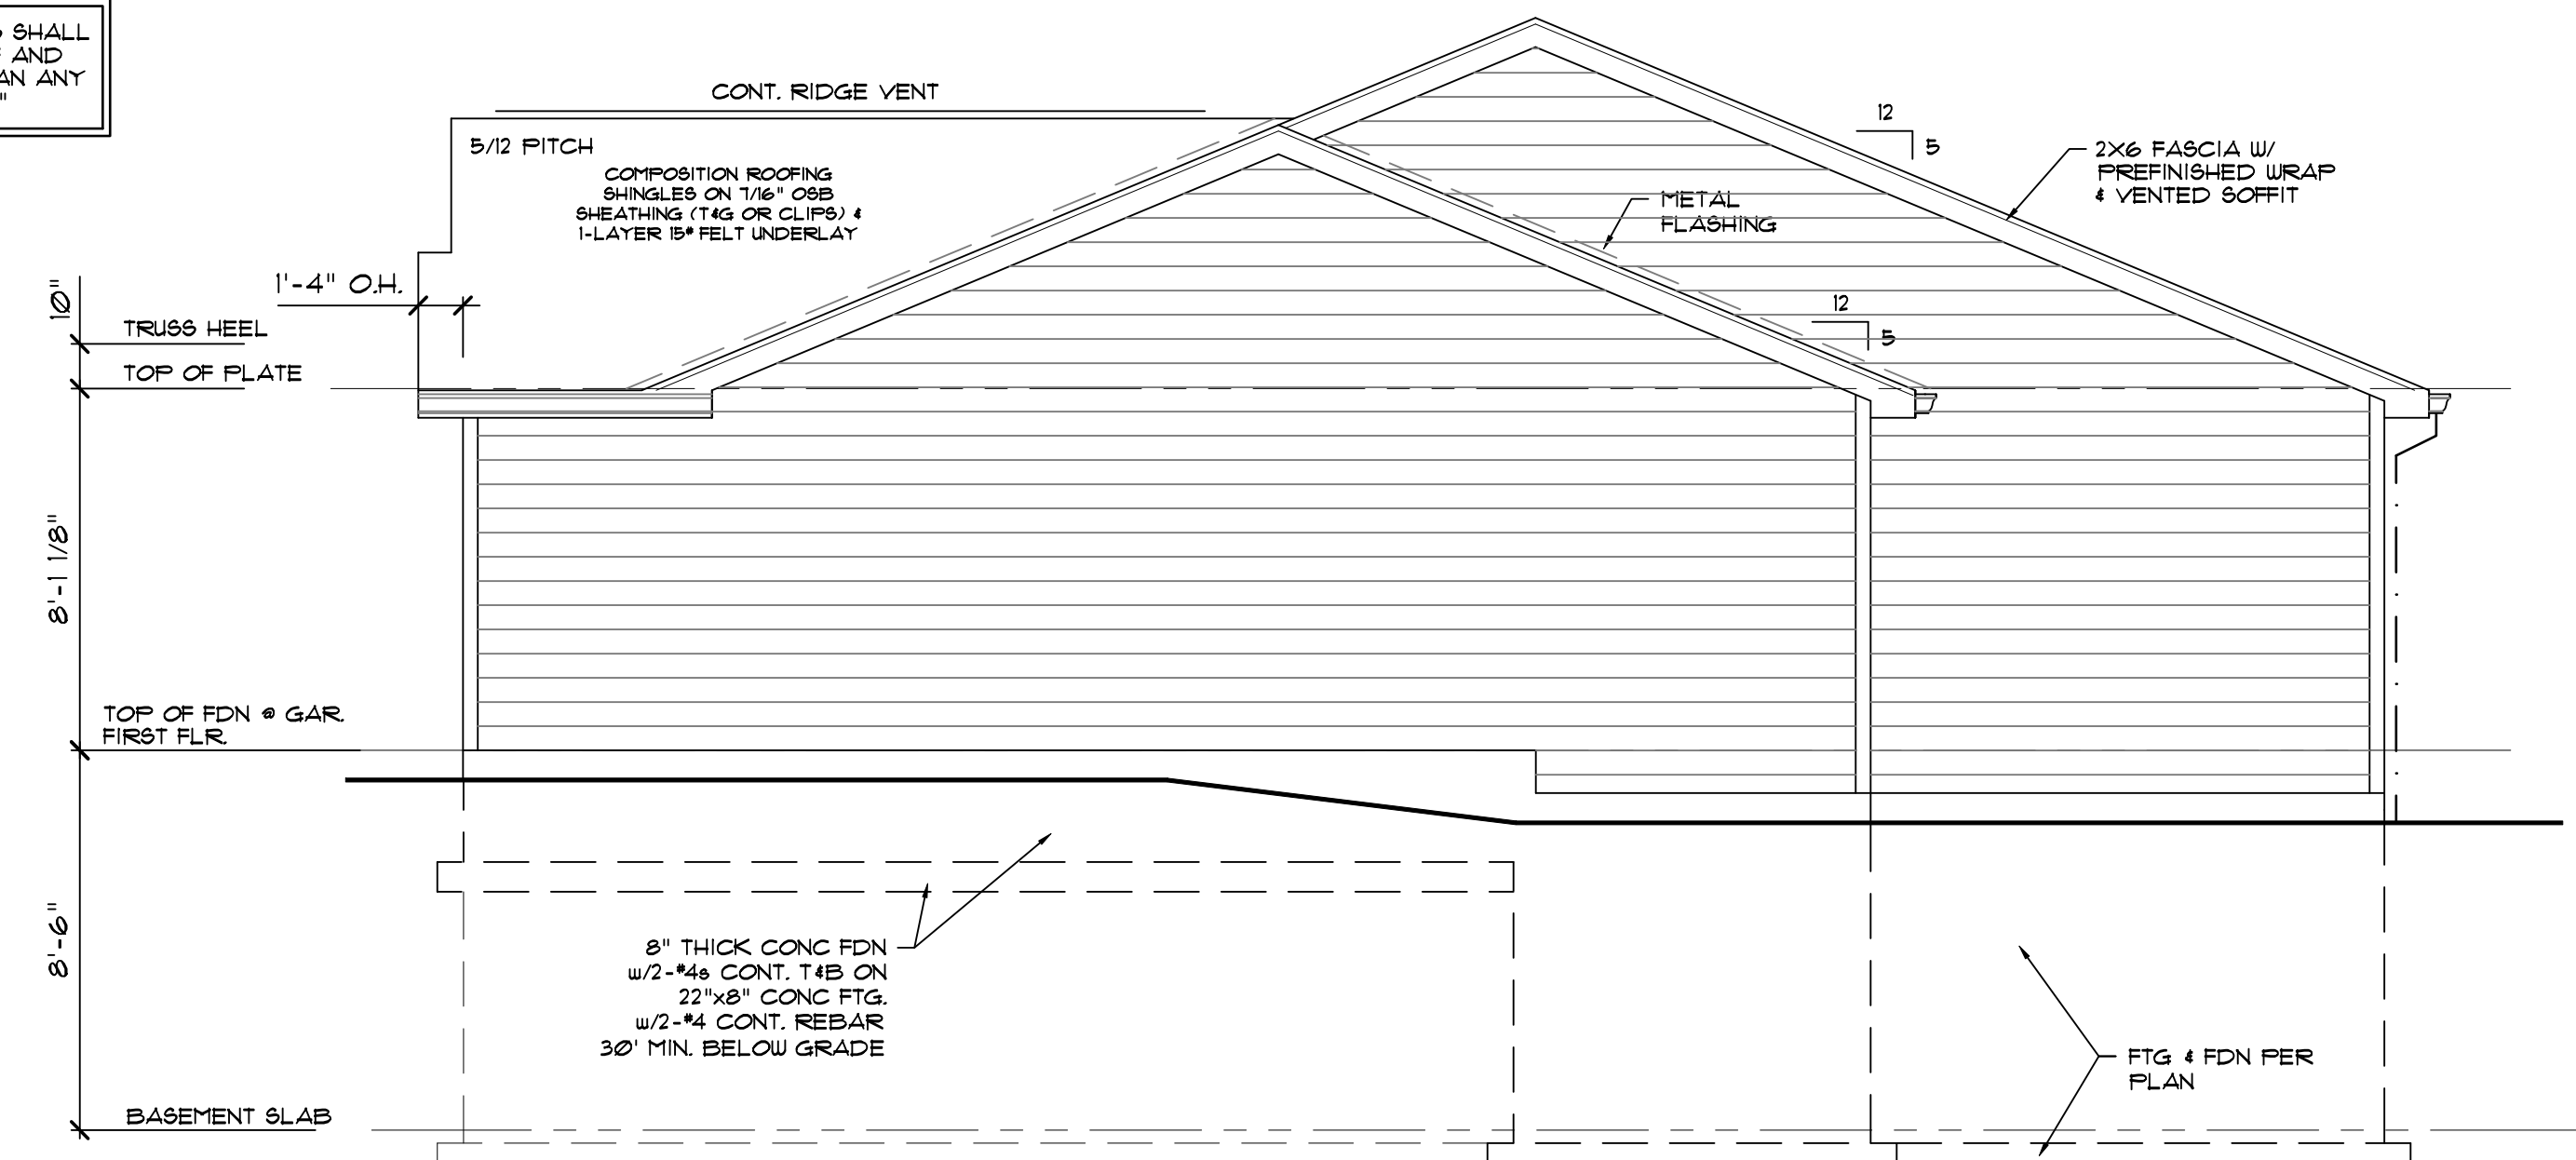 SHALL
AND
AN ANY
"
CONT. RIDGE VENT
5/12 PITCH
COMPOSITION ROOFING
SHINGLES ON 7/16" OSB
SHEATHING (T&G OR CLIPS) &
1-LAYER 15# FELT UNDERLAY
12
5
2X6 FASCIA W/
PREFINISHED WRAP
& VENTED SOFFIT
METAL
FLASHING
12
5
1'-4" O.H.
10"
TRUSS HEEL
TOP OF PLATE
8'-1 1/8"
TOP OF FDN @ GAR.
FIRST FLR.
8'-6"
8" THICK CONC FDN
w/2-#4s CONT. T&B ON
22"x8" CONC FTG.
w/2-#4 CONT. REBAR
30' MIN. BELOW GRADE
FTG & FDN PER
PLAN
BASEMENT SLAB